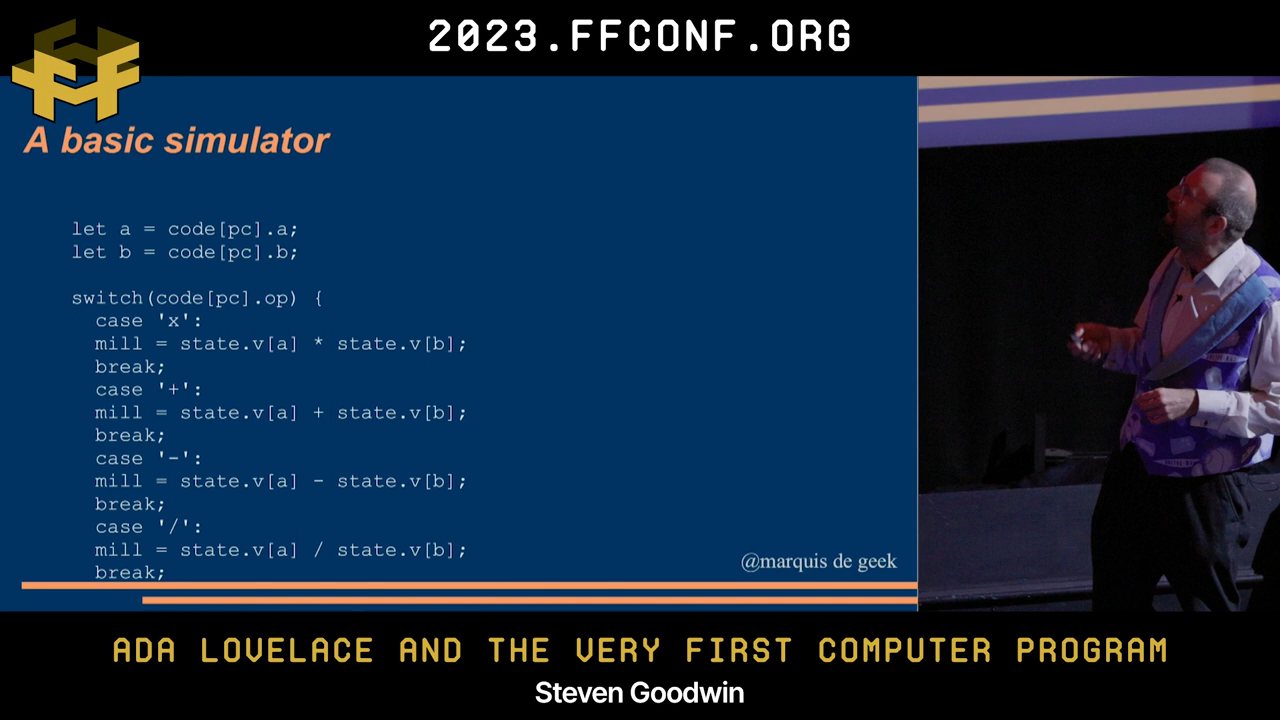 2023.FFCONF.ORG
A basic simulator
let a = code[pc].a;
let b = code[pc].b;
switch(code[pc].op) {
case 'x':
mill = state.v[a] * state.v[b];
break;
case '+':
mill = state.v[a] + state.v[b];
break;
case '-':
mill = state.v[a] - state.v[b];
break;
case '/':
mill = state.v[a] / state.v[b];
break;
@marquis de geek
ADA LOVELACE AND THE VERY FIRST COMPUTER PROGRAM
Steven Goodwin